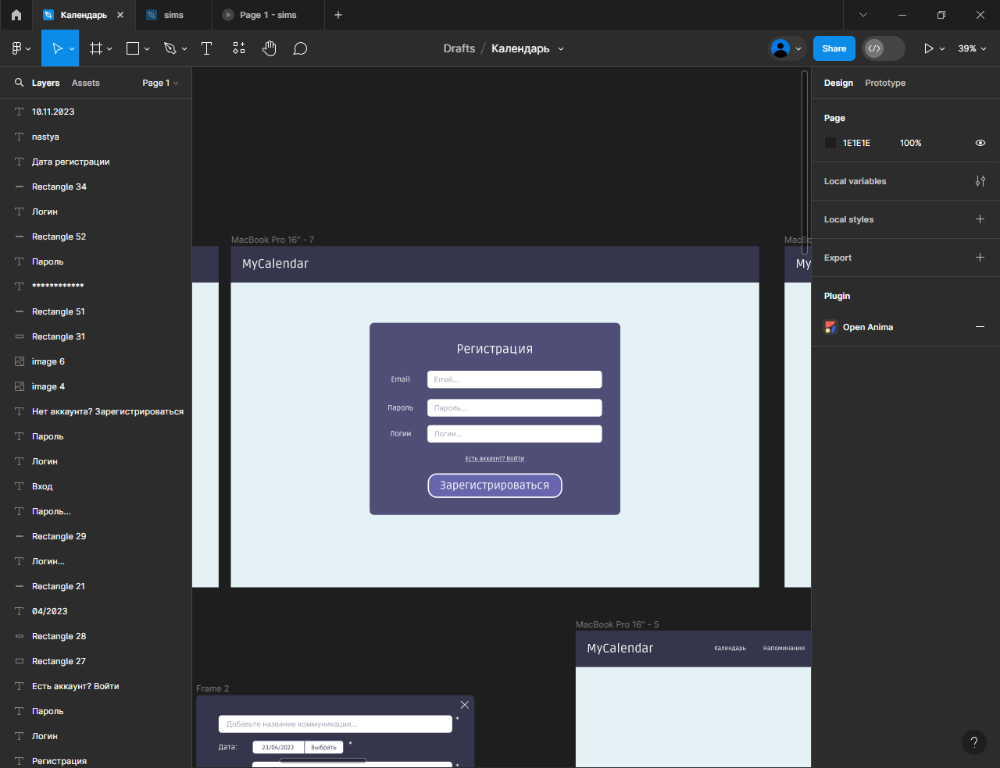 Календарь
sims
Page 1 - sims
Drafts / Календарь
Share
39%
Layers
Assets
Page 1
10.11.2023
nastya
Дата регистрации
Rectangle 34
Логин
Rectangle 52
Пароль
************
Rectangle 51
Rectangle 31
image 6
image 4
Нет аккаунта? Зарегистрироваться
Пароль
Логин
Вход
Пароль...
Rectangle 29
Логин...
Rectangle 21
04/2023
Rectangle 28
Rectangle 27
Есть аккаунт? Войти
Пароль
Логин
Регистрация
MacBook Pro 16" - 7
MyCalendar
Регистрация
Email
Email...
Пароль
Пароль...
Логин
Логин...
Есть аккаунт? Войти
Зарегистрироваться
MacB
My
MacBook Pro 16" - 5
MyCalendar
Календарь
Напоминания
Frame 2
Добавьте название коммуникации...
*
Дата:
23/04/2023
Выбрать
*
*
Design
Prototype
Page
1E1E1E
100%
Local variables
Local styles
Export
Plugin
Open Anima
?